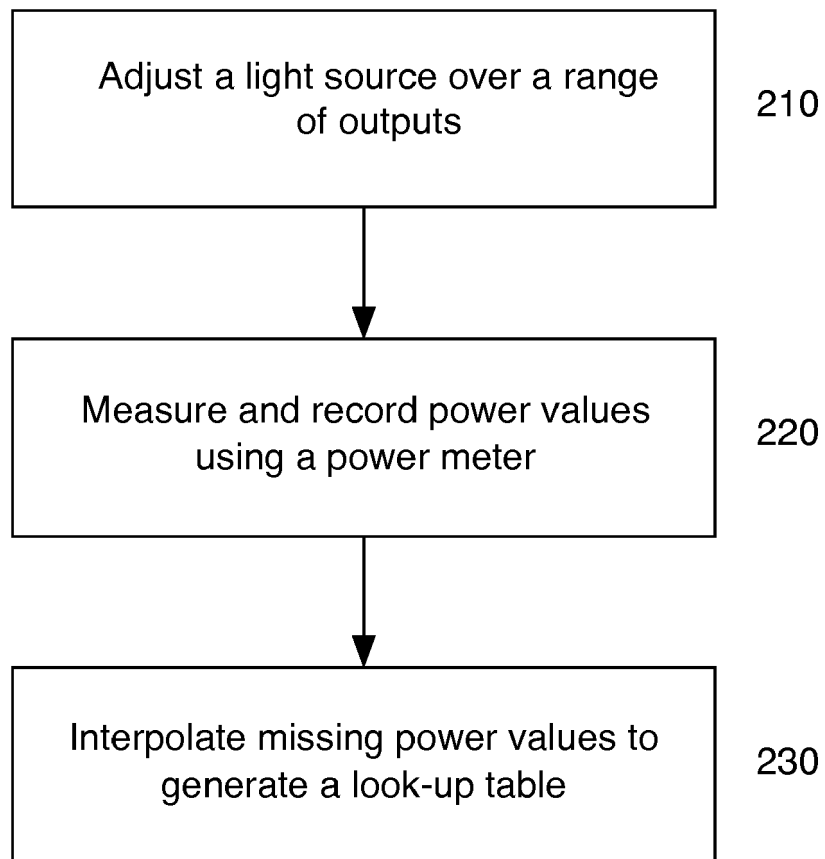 Adjust a light source over a range
of outputs
210
Measure and record power values
using a power meter
220
Interpolate missing power values to
generate a look-up table
230